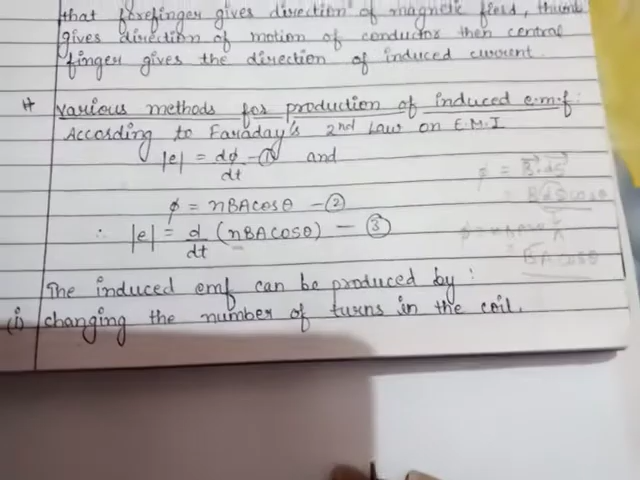 that forefinger gives direction of magnetic field, thumb
gives direction of motion of conductor then central
finger gives the direction of induced current.
* various methods for production of induced e.m.f:
According to Faraday's 2nd Law on E.M.I
|e| = dφ/dt - ① and
φ = nBAcosθ - ②
∴ |e| = d/dt (nBACOSθ) - ③
The induced emf can be produced by:
(i) changing the number of turns in the coil.